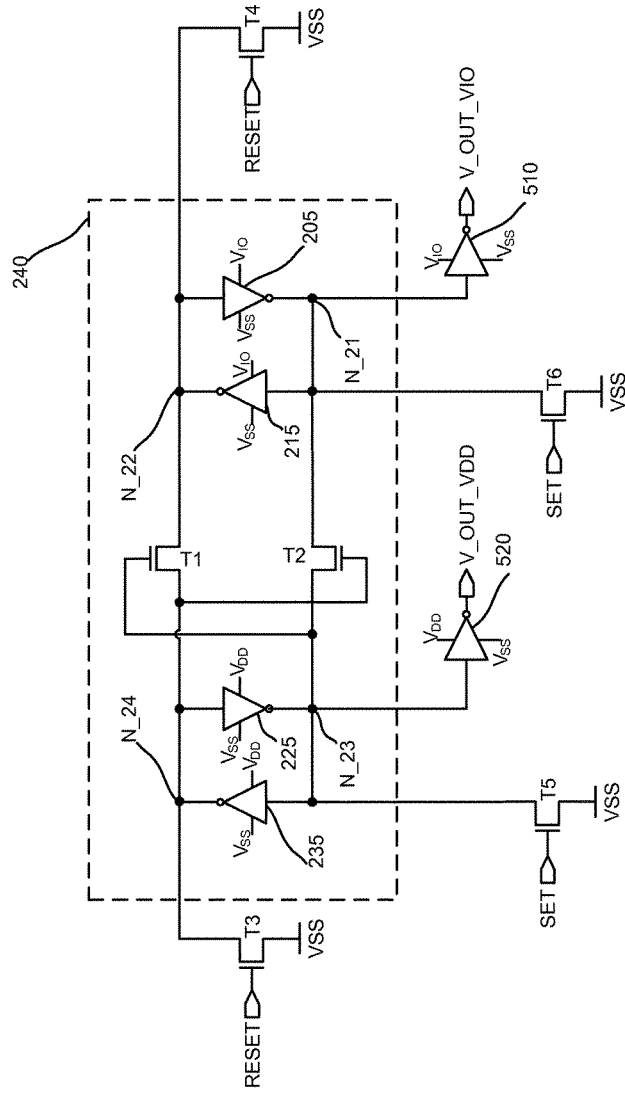 240
N_24
N_22
VSS
VDD
VSS
VDD
235
225
N_23
T1
T2
VSS
VIO
VSS
VIO
215
205
N_21
RESET
T3
VSS
RESET
T4
VSS
SET
T5
VSS
VDD
VSS
V_OUT_VDD
520
SET
T6
VSS
VIO
VSS
V_OUT_VIO
510